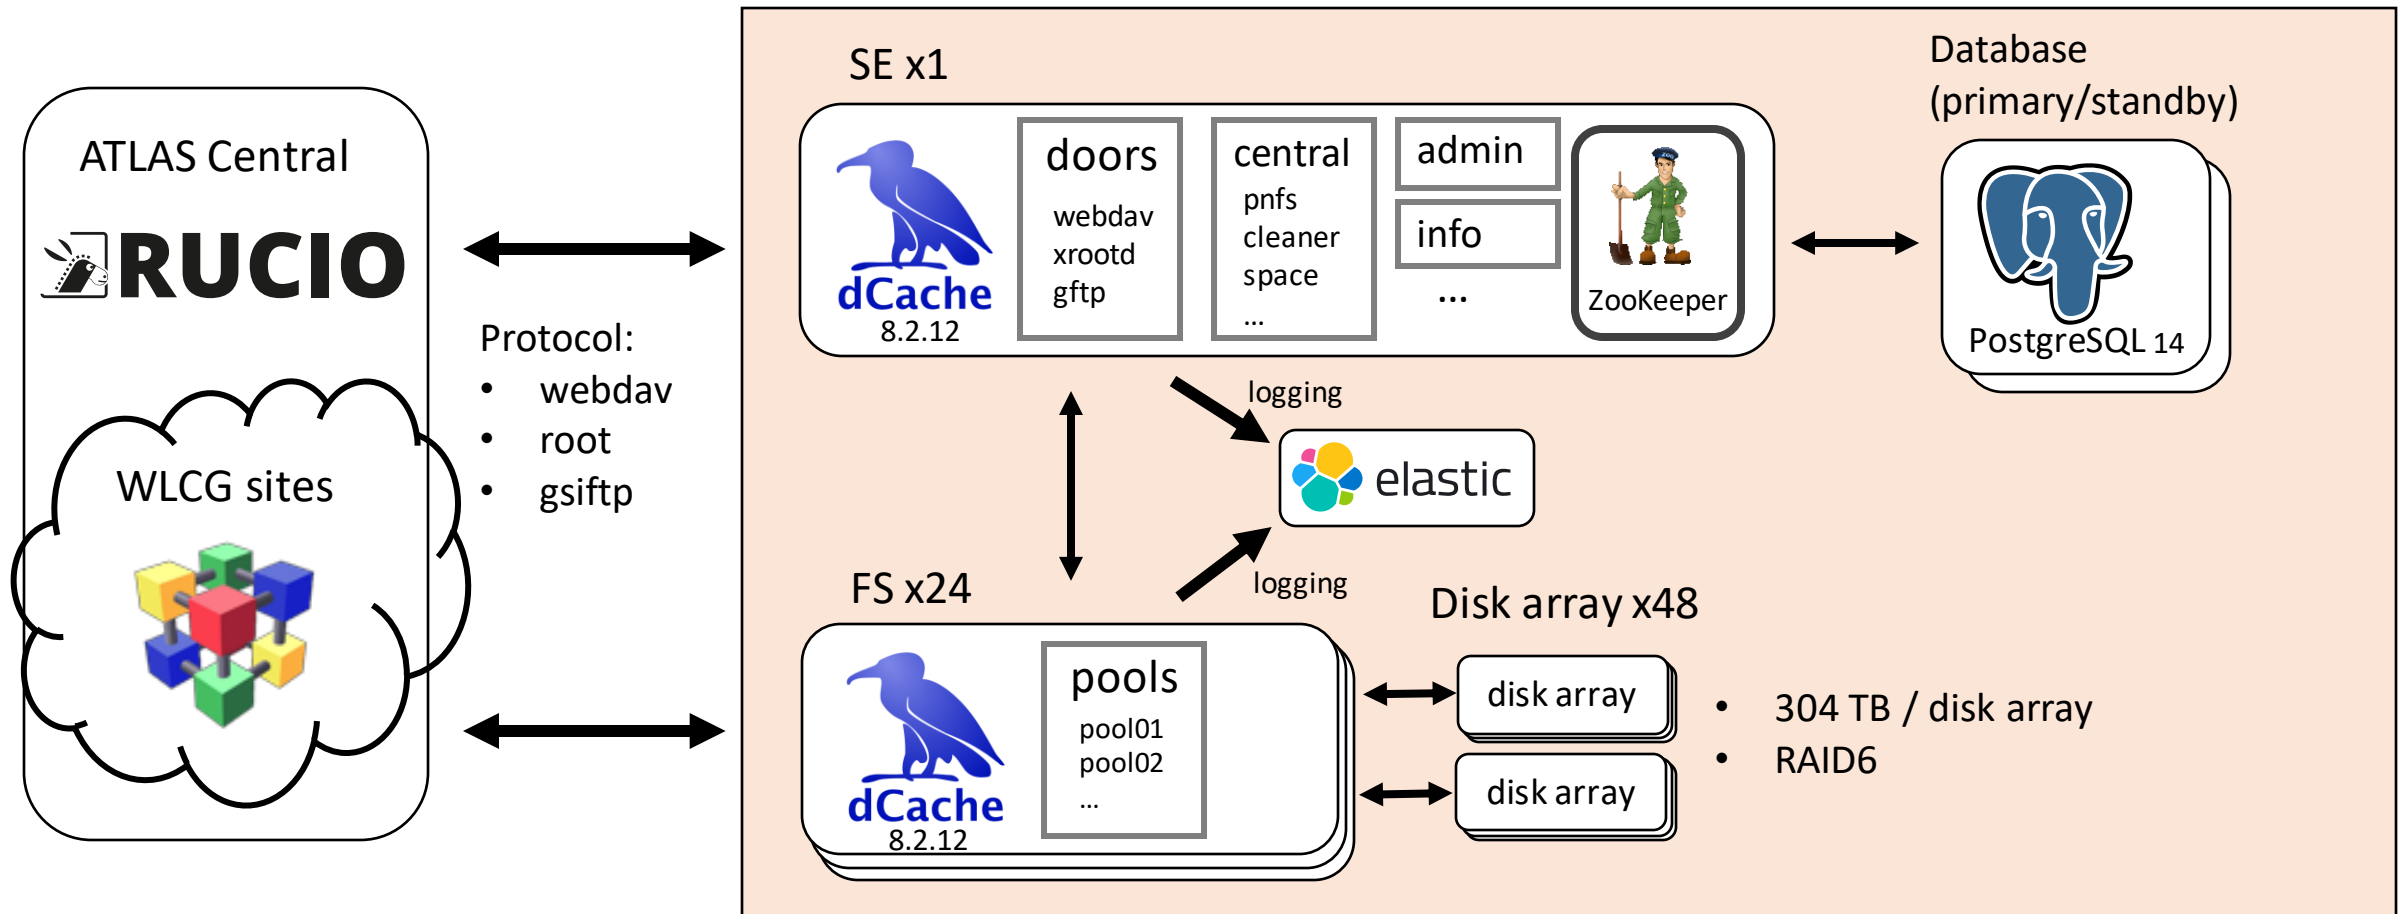 ATLAS Central
RUCIO
WLCG sites
Protocol:
• webdav
• root
• gsiftp
SE x1
dCache
8.2.12
doors
webdav
xrootd
gftp
central
pnfs
cleaner
space
...
admin
info
...
ZOO
ZooKeeper
Database
(primary/standby)
PostgreSQL 14
logging
elastic
logging
FS x24
dCache
8.2.12
pools
pool01
pool02
...
Disk array x48
disk array
disk array
• 304 TB / disk array
• RAID6